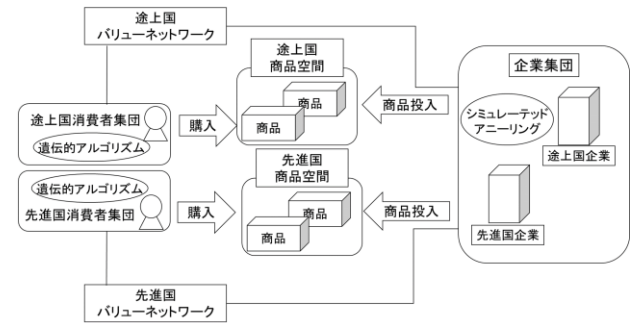 途上国
バリューネットワーク
途上国
商品空間
商品
商品
企業集団
シミュレーテッド
アニーリング
途上国企業
先進国企業
途上国消費者集団
遺伝的アルゴリズム
購入
商品投入
遺伝的アルゴリズム
先進国消費者集団
購入
先進国
商品空間
商品
商品
商品投入
先進国
バリューネットワーク